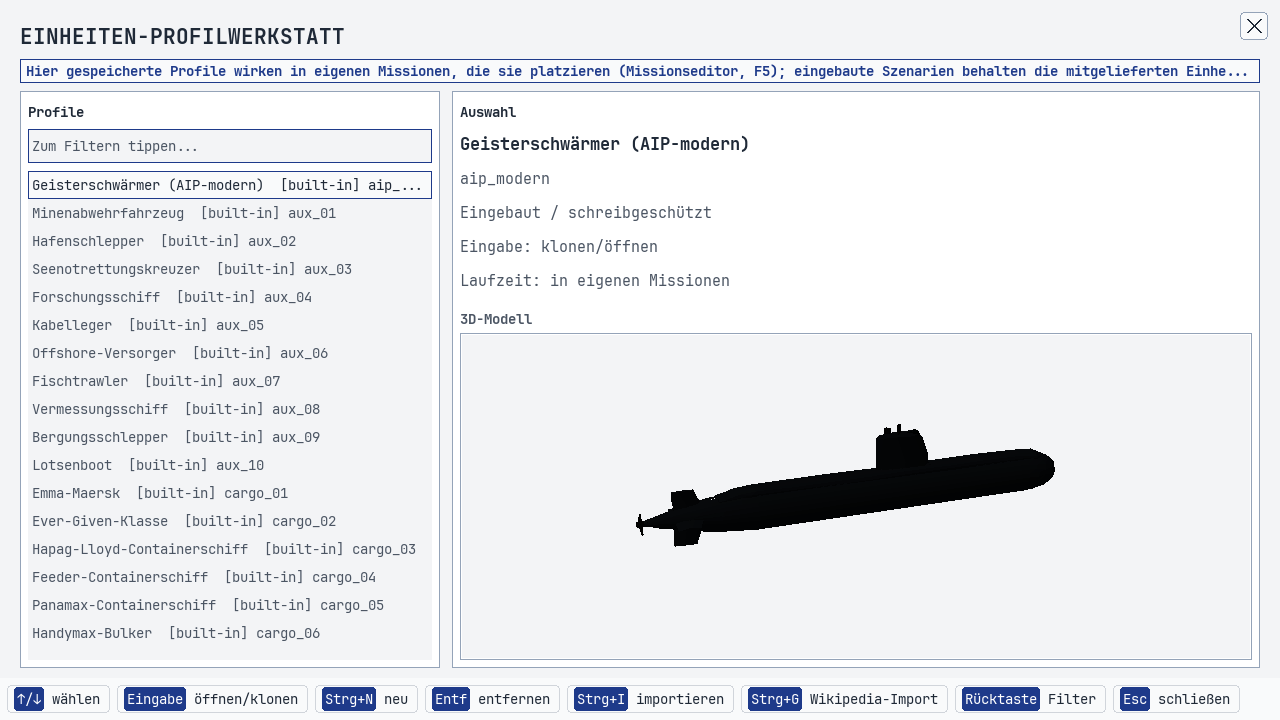 EINHEITEN-PROFILWERKSTATT
Hier gespeicherte Profile wirken in eigenen Missionen, die sie platzieren (Missionseditor, F5); eingebaute Szenarien behalten die mitgelieferten Einhe...
Profile
Zum Filtern tippen...
Geisterschwärmer (AIP-modern) [built-in] aip_...
Minenabwehrfahrzeug [built-in] aux_01
Hafenschlepper [built-in] aux_02
Seenotrettungskreuzer [built-in] aux_03
Forschungsschiff [built-in] aux_04
Kabelleger [built-in] aux_05
Offshore-Versorger [built-in] aux_06
Fischtrawler [built-in] aux_07
Vermessungsschiff [built-in] aux_08
Bergungsschlepper [built-in] aux_09
Lotsenboot [built-in] aux_10
Emma-Maersk [built-in] cargo_01
Ever-Given-Klasse [built-in] cargo_02
Hapag-Lloyd-Containerschiff [built-in] cargo_03
Feeder-Containerschiff [built-in] cargo_04
Panamax-Containerschiff [built-in] cargo_05
Handymax-Bulker [built-in] cargo_06
Auswahl
Geisterschwärmer (AIP-modern)
aip_modern
Eingebaut / schreibgeschützt
Eingabe: klonen/öffnen
Laufzeit: in eigenen Missionen
3D-Modell
↑/↓ wählen Eingabe öffnen/klonen Strg+N neu Entf entfernen Strg+I importieren Strg+G Wikipedia-Import Rücktaste Filter Esc schließen